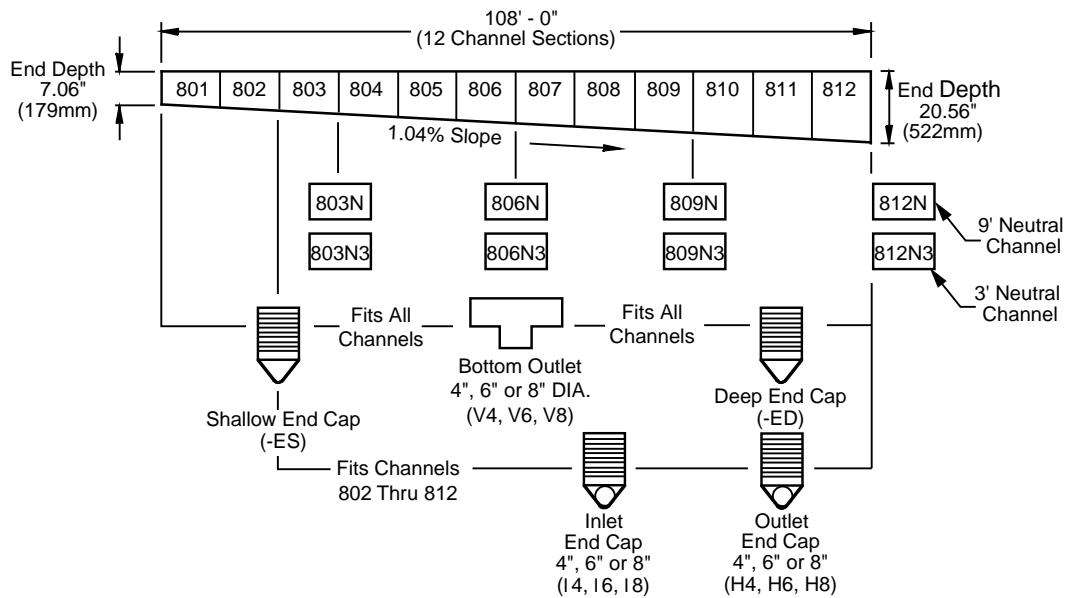 108' - 0"
(12 Channel Sections)
End Depth
7.06"
(179mm)
801 802 803 804 805 806 807 808 809 810 811 812
End Depth
20.56"
(522mm)
1.04% Slope
803N 806N 809N 812N
803N3 806N3 809N3 812N3
9' Neutral
Channel
3' Neutral
Channel
Fits All
Channels
Fits All
Channels
Bottom Outlet
4", 6" or 8" DIA.
(V4, V6, V8)
Shallow End Cap
(-ES)
Deep End Cap
(-ED)
Fits Channels
802 Thru 812
Inlet
End Cap
4", 6" or 8"
(I4, I6, I8)
Outlet
End Cap
4", 6" or 8"
(H4, H6, H8)